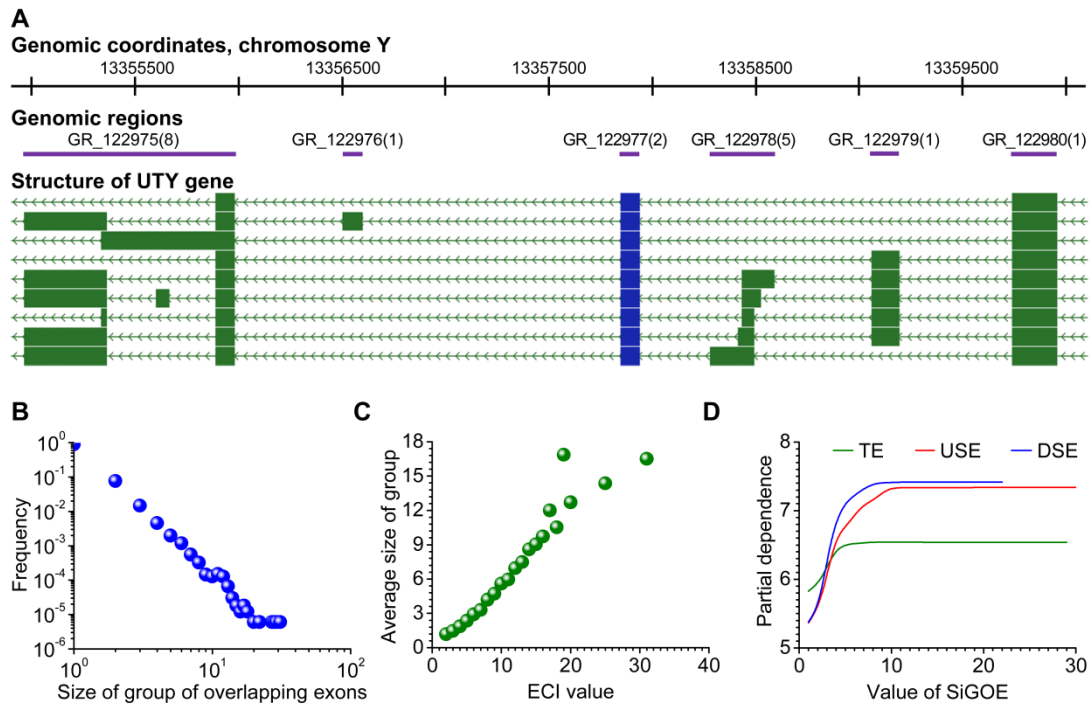 A
Genomic coordinates, chromosome Y
13355500 13356500 13357500 13358500 13359500
Genomic regions
GR_122975(8) GR_122976(1) GR_122977(2) GR_122978(5) GR_122979(1) GR_122980(1)
Structure of UTY gene
B
Frequency
10^0
10^-1
10^-2
10^-3
10^-4
10^-5
10^-6
10^0 10^1 10^2
Size of group of overlapping exons
C
Average size of group
18
15
12
9
6
3
0
0 10 20 30 40
ECI value
D
Partial dependence
8
7
6
5
TE USE DSE
0 10 20 30
Value of SiGOE